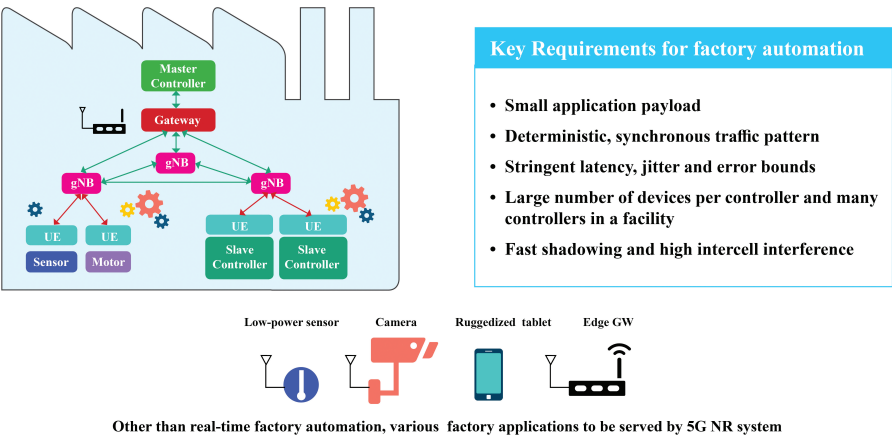 Master
Controller
Gateway
gNB
gNB
gNB
UE
UE
UE
UE
Sensor
Motor
Slave
Controller
Slave
Controller
Key Requirements for factory automation
• Small application payload
• Deterministic, synchronous traffic pattern
• Stringent latency, jitter and error bounds
• Large number of devices per controller and many
controllers in a facility
• Fast shadowing and high intercell interference
Low-power sensor
Camera
Ruggedized tablet
Edge GW
Other than real-time factory automation, various factory applications to be served by 5G NR system